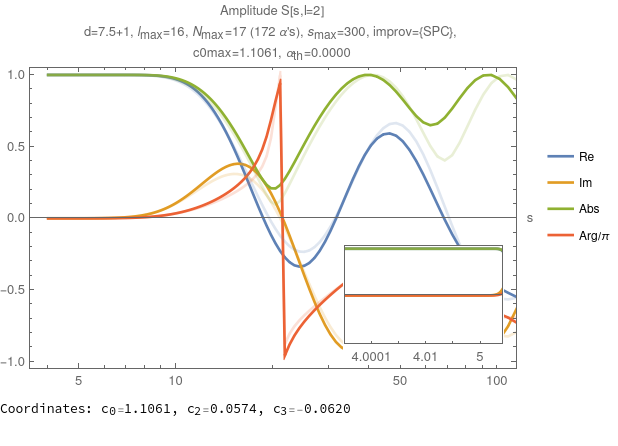 Amplitude S[s,l=2]
d=7.5+1, lmax=16, Nmax=17 (172 α's), smax=300, improv={SPC},
c0max=1.1061, αth=0.0000
1.0
0.5
0.0
-0.5
-1.0
5
10
50
100
s
4.0001
4.01
5
Re
Im
Abs
Arg/π
Coordinates: c0=1.1061, c2=0.0574, c3=-0.0620